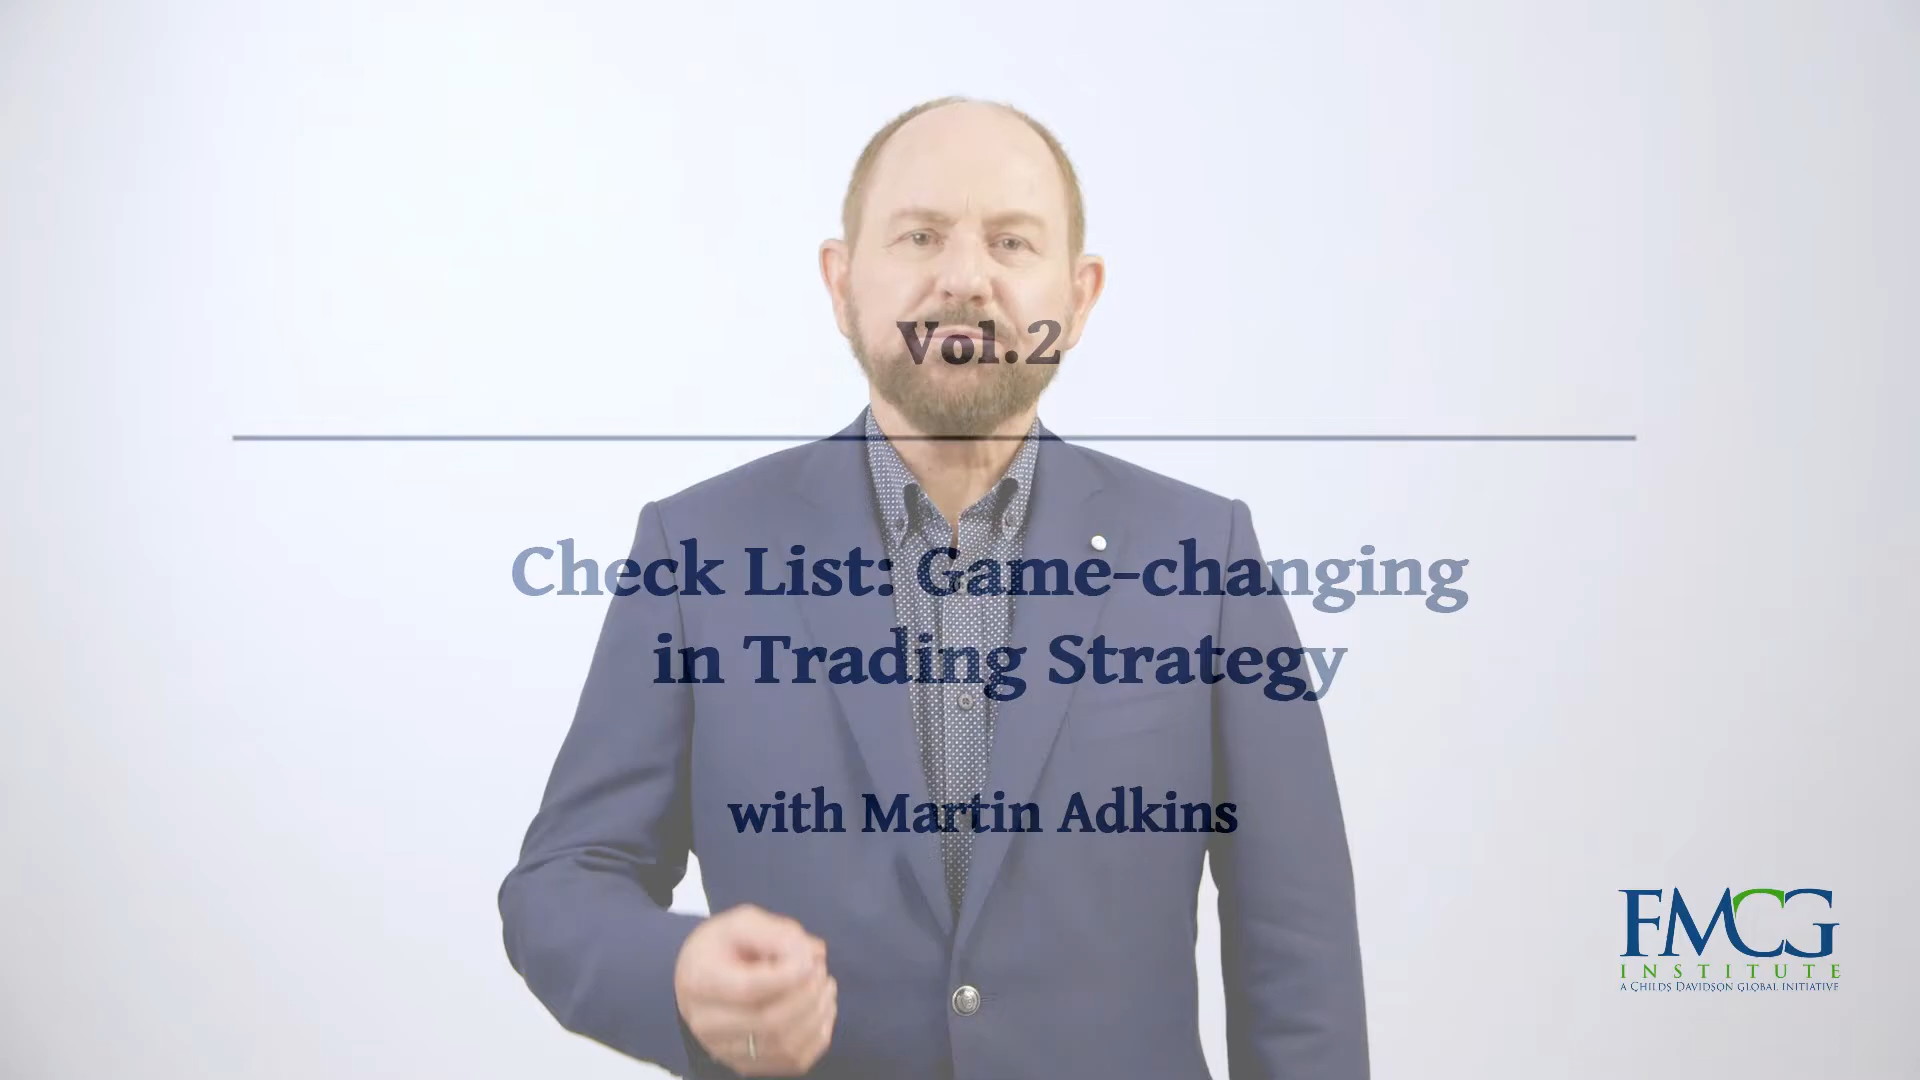 Vol.2
Check List: Game-changing
in Trading Strategy
with Martin Adkins
FMCG
INSTITUTE
A CHILDS DAVIDSON GLOBAL INITIATIVE